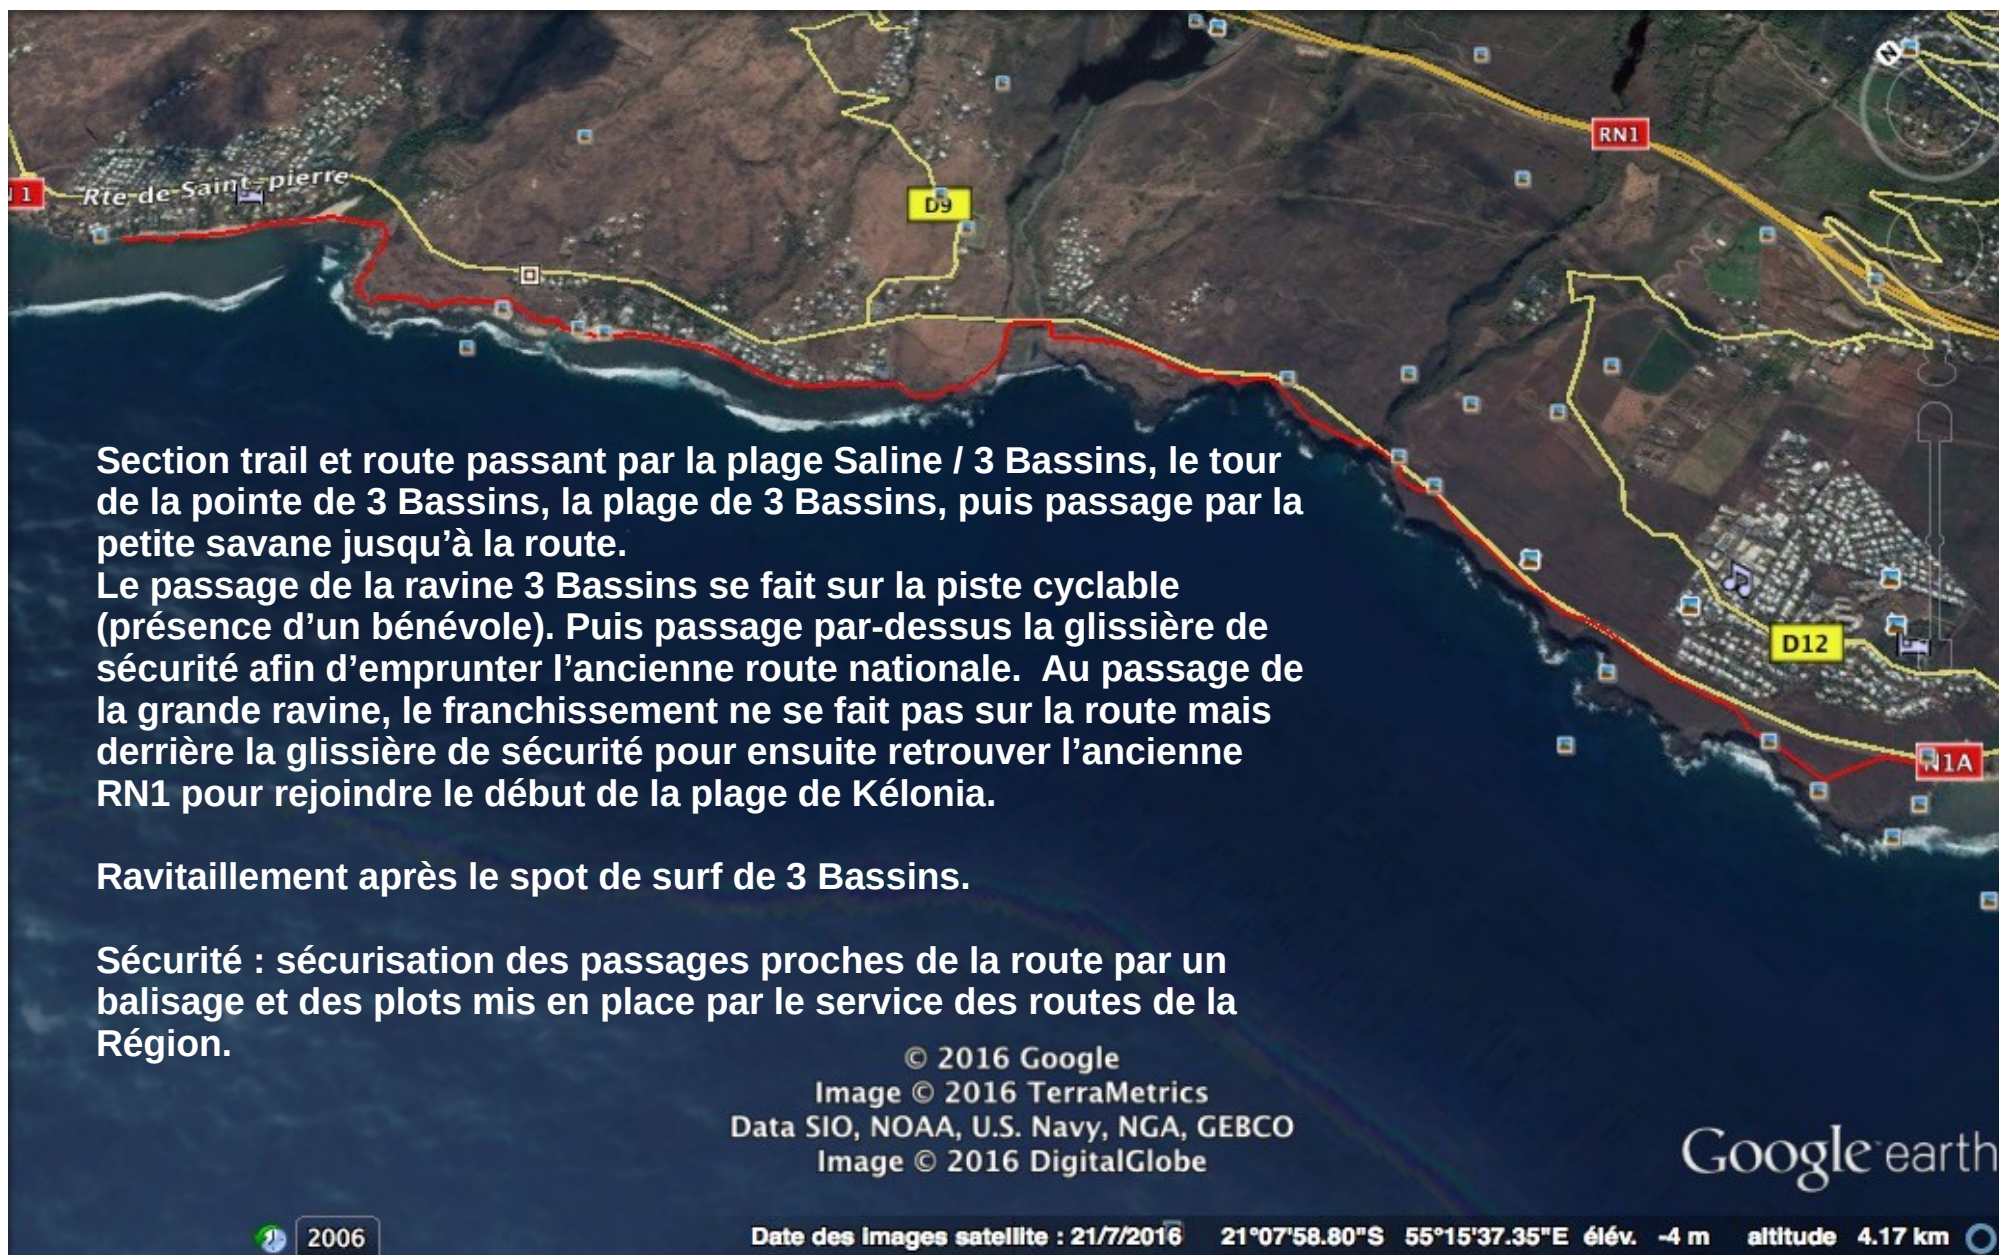 N
RN1
N 1
Rte de Saint-pierre
D9
Section trail et route passant par la plage Saline / 3 Bassins, le tour
de la pointe de 3 Bassins, la plage de 3 Bassins, puis passage par la
petite savane jusqu’à la route.
Le passage de la ravine 3 Bassins se fait sur la piste cyclable
(présence d’un bénévole). Puis passage par-dessus la glissière de
sécurité afin d’emprunter l’ancienne route nationale.  Au passage de
la grande ravine, le franchissement ne se fait pas sur la route mais
derrière la glissière de sécurité pour ensuite retrouver l’ancienne
RN1 pour rejoindre le début de la plage de Kélonia.
D12
N1A
Ravitaillement après le spot de surf de 3 Bassins.
Sécurité : sécurisation des passages proches de la route par un
balisage et des plots mis en place par le service des routes de la
Région.
© 2016 Google
Image © 2016 TerraMetrics
Data SIO, NOAA, U.S. Navy, NGA, GEBCO
Image © 2016 DigitalGlobe
Google earth
2006
Date des images satellite : 21/7/2016 21°07'58.80"S 55°15'37.35"E élév. -4 m altitude 4.17 km